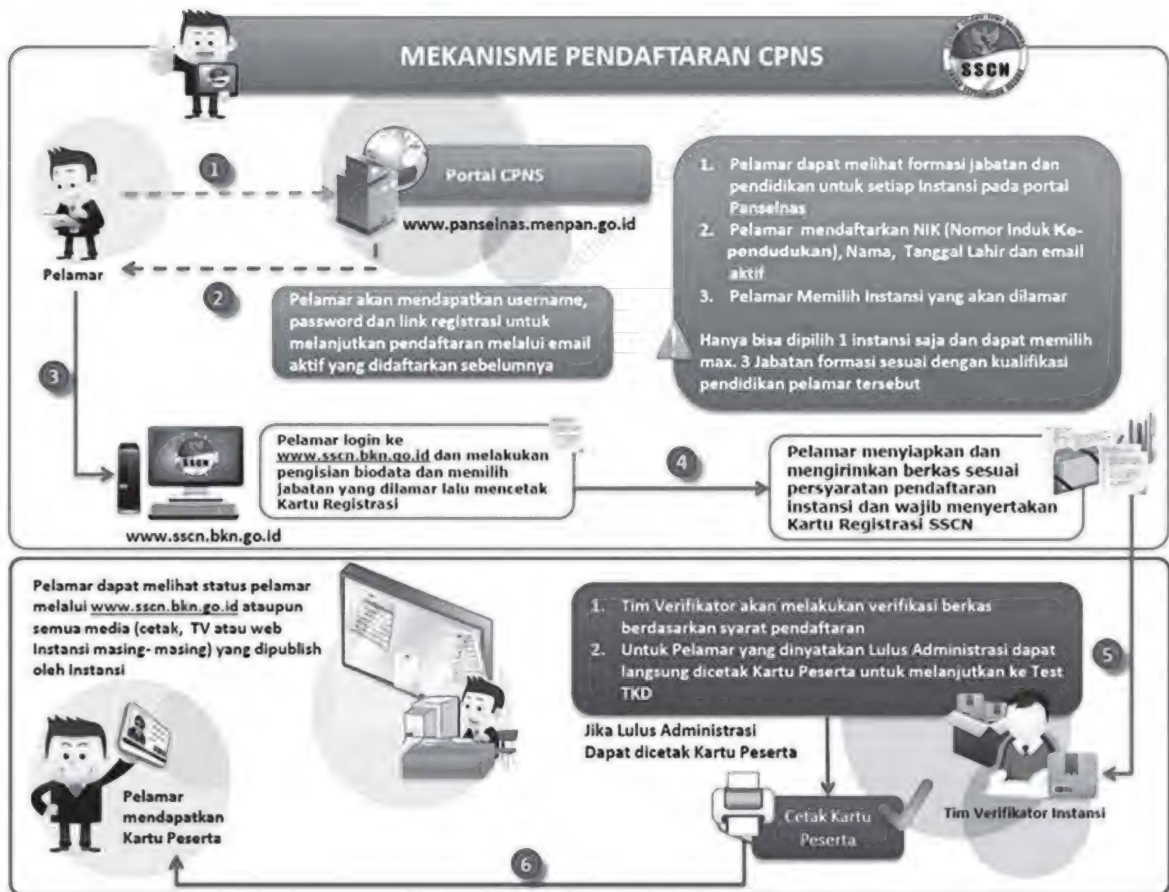 MEKANISME PENDAFTARAN CPNS
SSCN
1
Portal CPNS
www.panselnas.menpan.go.id
Pelamar
2
Pelamar akan mendapatkan username,
password dan link registrasi untuk
melanjutkan pendaftaran melalui email
aktif yang didaftarkan sebelumnya
1. Pelamar dapat melihat formasi jabatan dan
pendidikan untuk setiap Instansi pada portal
Panselnas
2. Pelamar mendaftarkan NIK (Nomor Induk Ke-
pendudukan), Nama, Tanggal Lahir dan email
aktif
3. Pelamar Memilih Instansi yang akan dilamar
Hanya bisa dipilih 1 instansi saja dan dapat memilih
max. 3 Jabatan formasi sesuai dengan kualifikasi
pendidikan pelamar tersebut
3
SSCN
www.sscn.bkn.go.id
Pelamar login ke
www.sscn.bkn.go.id dan melakukan
pengisian biodata dan memilih
jabatan yang dilamar lalu mencetak
Kartu Registrasi
4
Pelamar menyiapkan dan
mengirimkan berkas sesuai
persyaratan pendaftaran
instansi dan wajib menyertakan
Kartu Registrasi SSCN
Pelamar dapat melihat status pelamar
melalui www.sscn.bkn.go.id ataupun
semua media (cetak, TV atau web
Instansi masing- masing) yang dipublish
oleh Instansi
1. Tim Verifikator akan melakukan verifikasi berkas
berdasarkan syarat pendaftaran
2. Untuk Pelamar yang dinyatakan Lulus Administrasi dapat
langsung dicetak Kartu Peserta untuk melanjutkan ke Test
TKD
5
Jika Lulus Administrasi
Dapat dicetak Kartu Peserta
Tim Verifikator Instansi
Cetak Kartu
Peserta
Pelamar
mendapatkan
Kartu Peserta
6